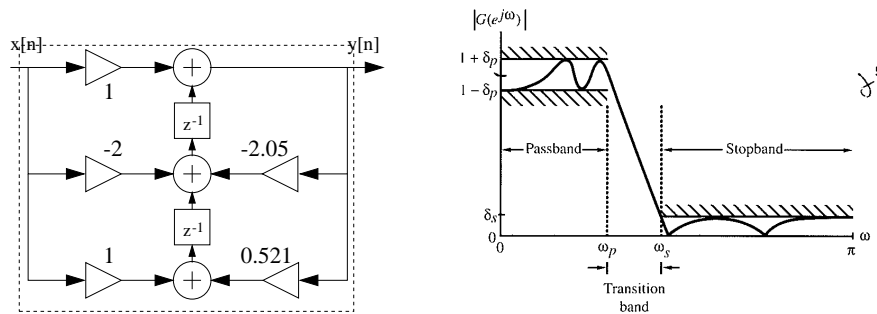 x[n]
y[n]
1
z⁻¹
-2
-2.05
z⁻¹
1
0.521
|G(e^{jω})|
1 + δₚ
1 − δₚ
Passband
Stopband
δₛ
0
0
ωₚ
ωₛ
π
ω
Transition
band